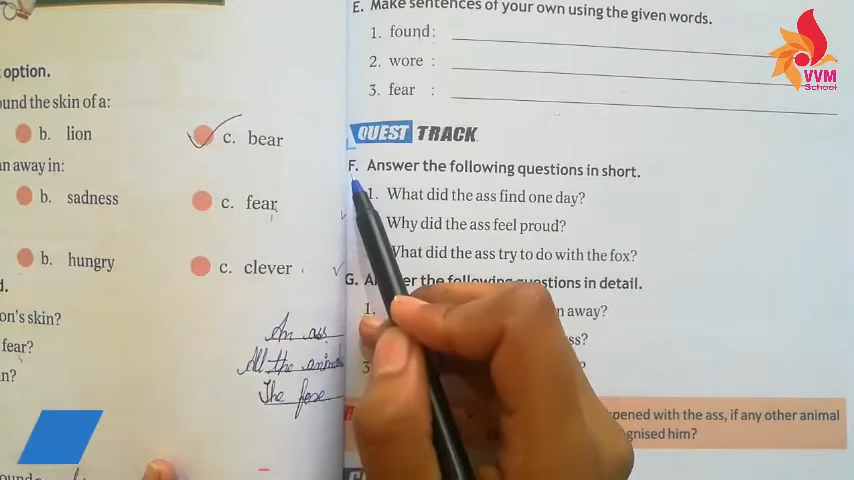 option.
ound the skin of a:
b. lion
c. bear
an away in:
b. sadness
c. fear
b. hungry
c. clever
d.
on's skin?
An ass
fear?
All the
n?
The foxe
E. Make sentences of your own using the given words.
1. found:
2. wore :
3. fear :
QUEST TRACK
F. Answer the following questions in short.
1. What did the ass find one day?
Why did the ass feel proud?
What did the ass try to do with the fox?
G. Answer the following questions in detail.
1. n away?
ss?
3 ?
pened with the ass, if any other animal
gnised him?
VVM
School